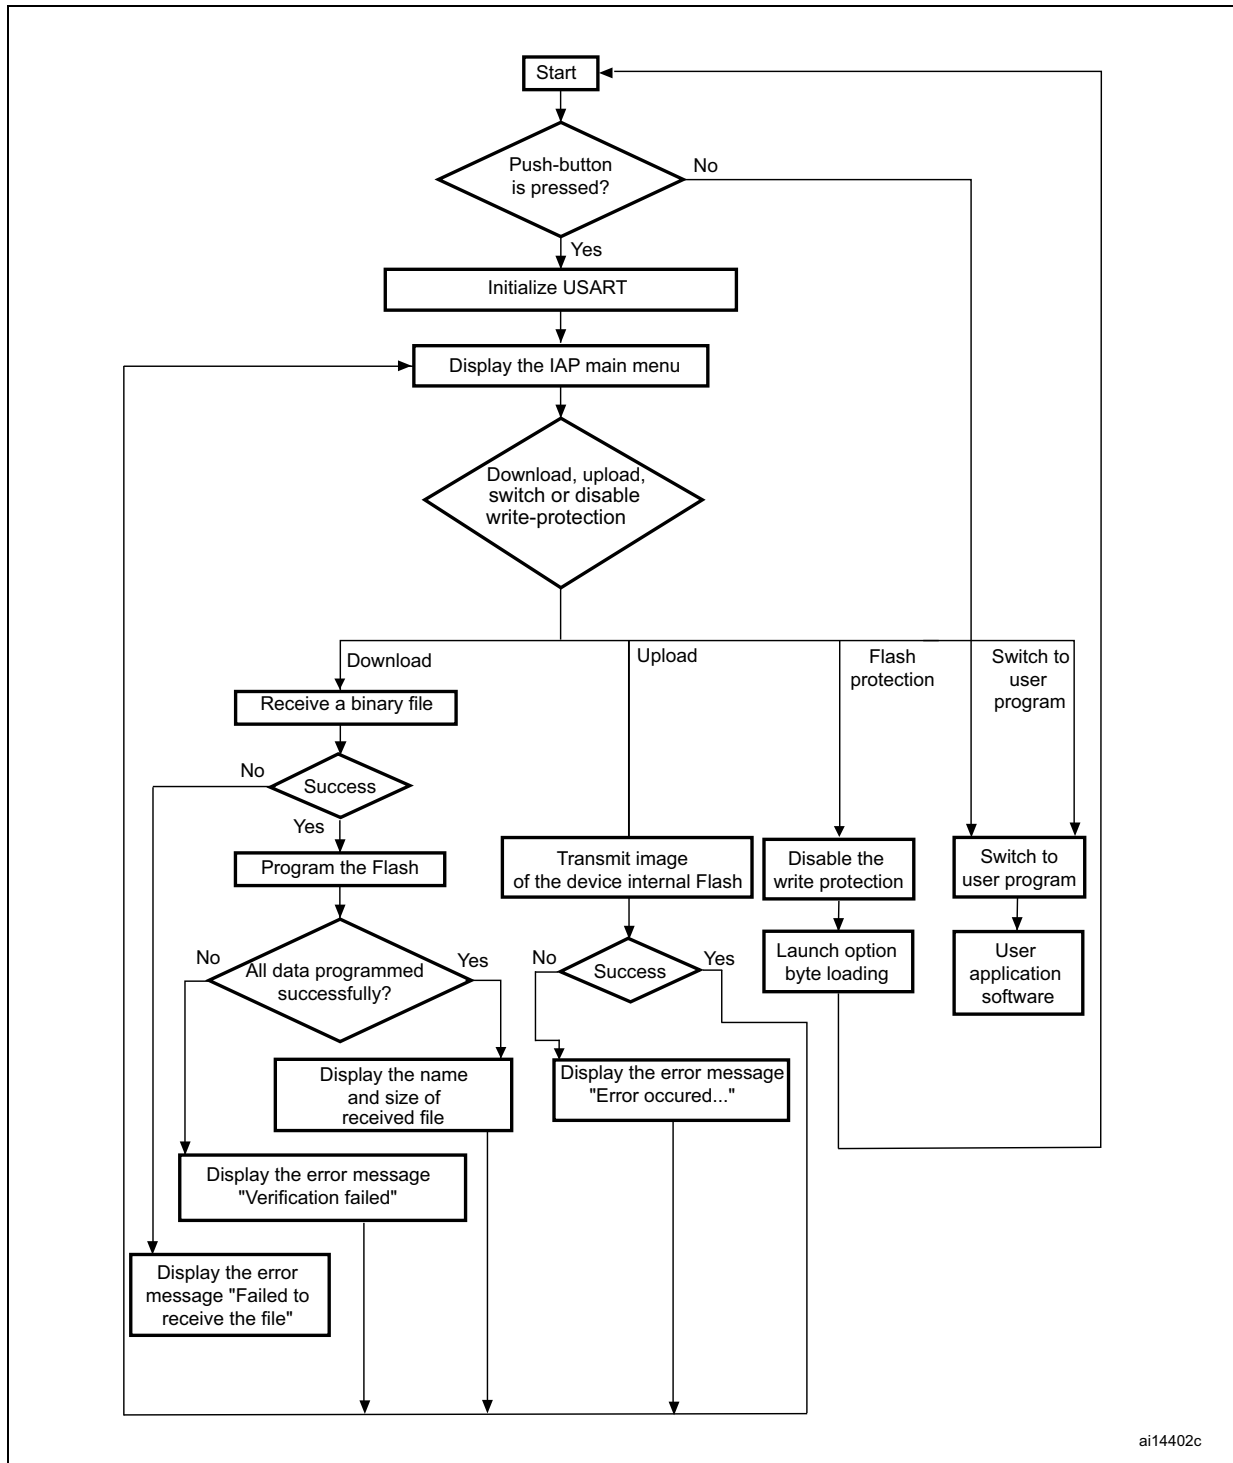 Start
Push-button
is pressed?
No
Yes
Initialize USART
Display the IAP main menu
Download, upload,
switch or disable
write-protection
Download
Upload
Flash
protection
Switch to
user
program
Receive a binary file
No
Success
Yes
Program the Flash
Transmit image
of the device internal Flash
Disable the
write protection
Switch to
user program
No
All data programmed
successfully?
Yes
No
Success
Yes
Launch option
byte loading
User
application
software
Display the name
and size of
received file
Display the error message
"Error occured..."
Display the error message
"Verification failed"
Display the error
message "Failed to
receive the file"
ai14402c